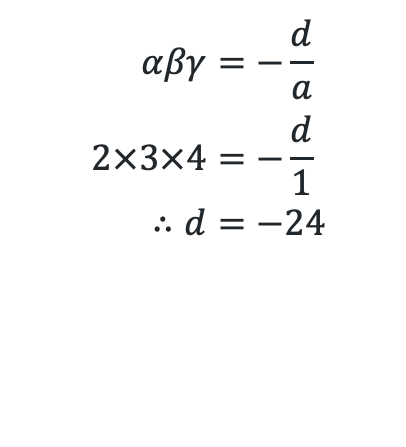 αβγ = −d/a
2×3×4 = −d/1
∴ d = −24